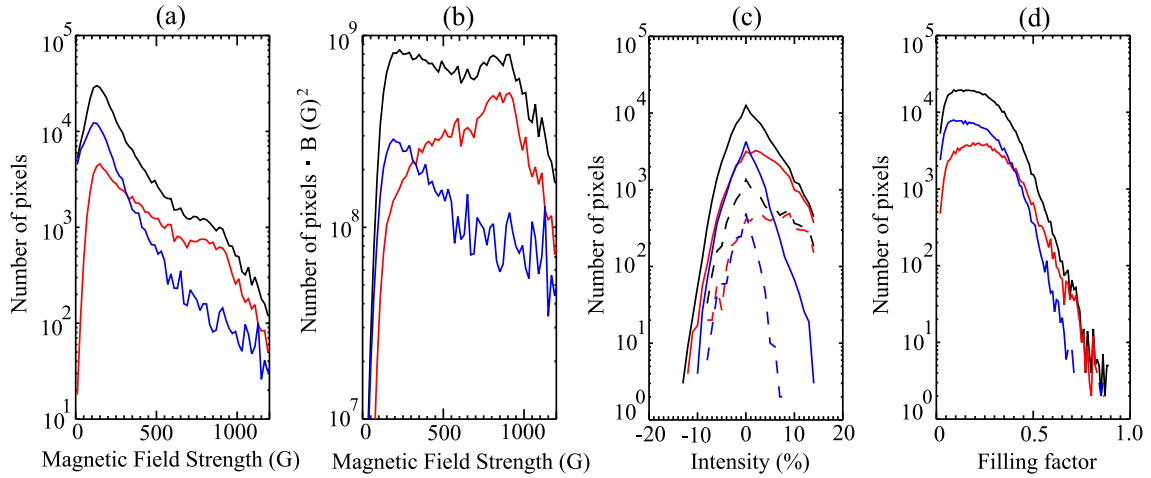 (a) (b) (c) (d)
Number of pixels
10^5
10^4
10^3
10^2
10^1
0 500 1000
Magnetic Field Strength (G)
Number of pixels · B (G)^2
10^9
10^8
10^7
0 500 1000
Magnetic Field Strength (G)
Number of pixels
10^5
10^4
10^3
10^2
10^1
10^0
-20 -10 0 10 20
Intensity (%)
Number of pixels
10^5
10^4
10^3
10^2
10^1
10^0
0 0.5 1.0
Filling factor